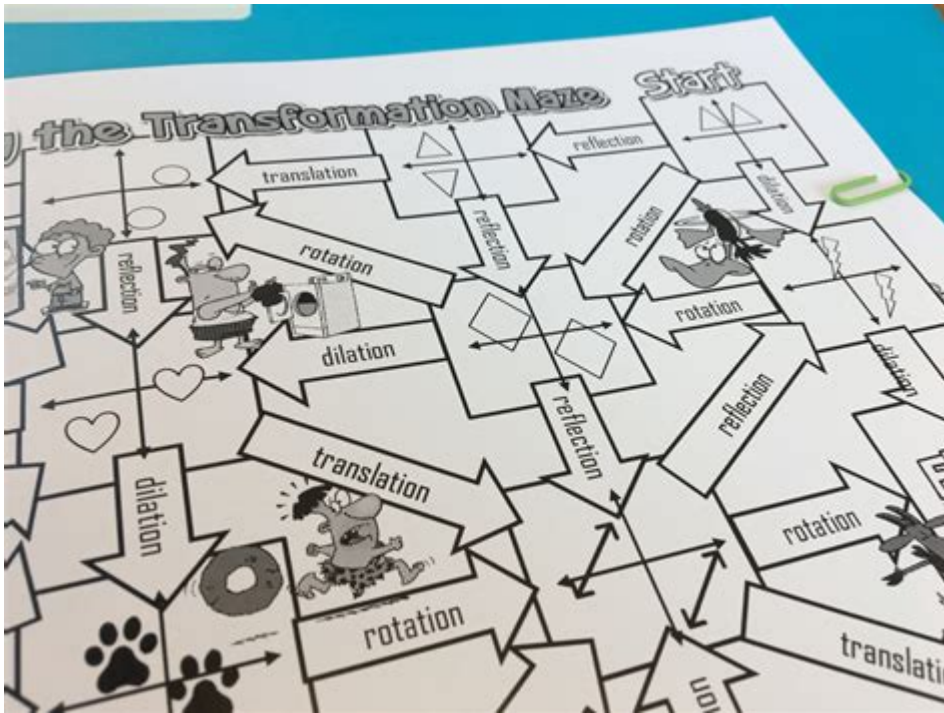 the Transformation Maze Start
reflection
translation
dilation
rotation
reflection
rotation
reflection
rotation
dilation
dilation
reflection
reflection
translation
dilation
rotation
rotation